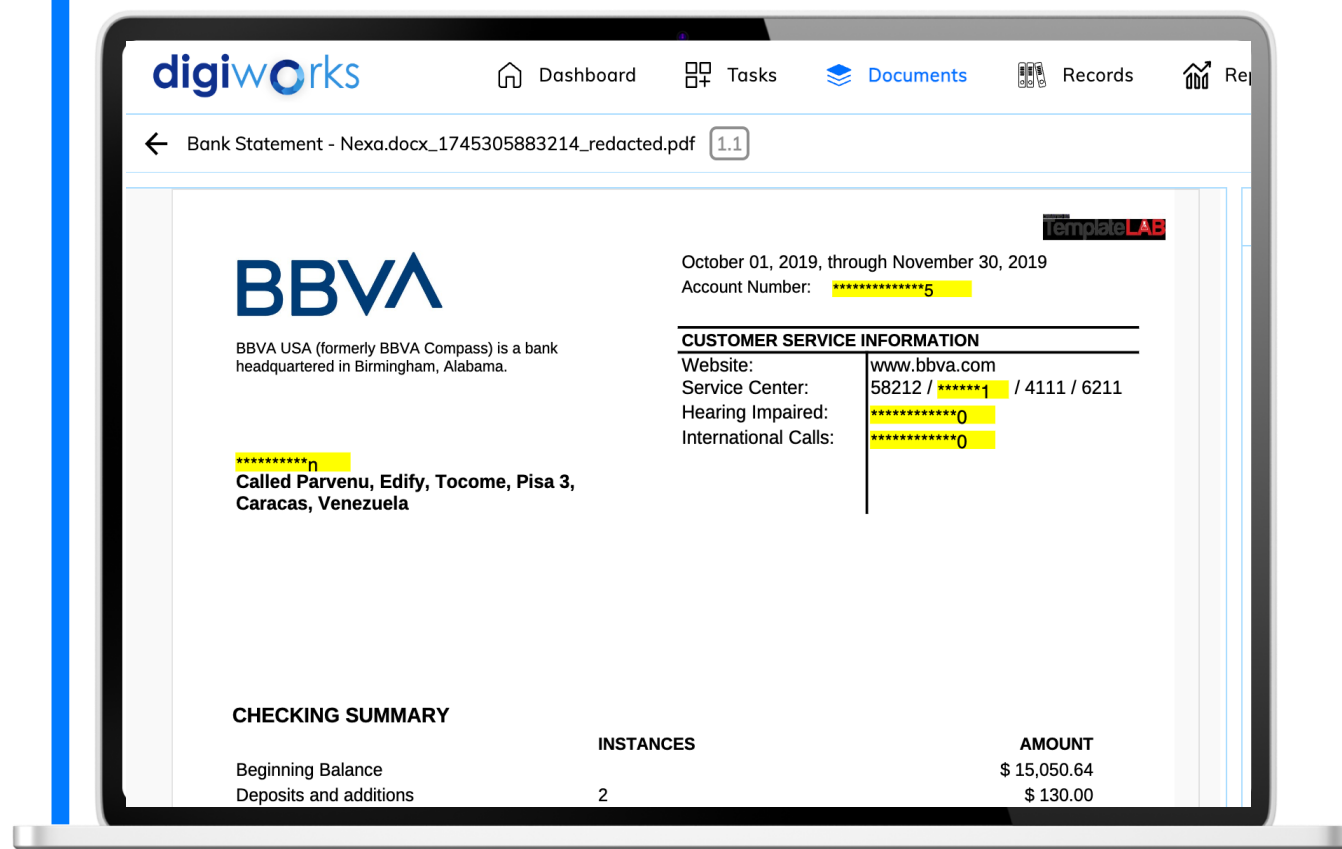 digiworks
Dashboard
Tasks
Documents
Records
Rep
Bank Statement - Nexa.docx_1745305883214_redacted.pdf 1.1
TemplateLAB
BBVA
October 01, 2019, through November 30, 2019
Account Number: **************5
CUSTOMER SERVICE INFORMATION
BBVA USA (formerly BBVA Compass) is a bank
headquartered in Birmingham, Alabama.
Website: www.bbva.com
Service Center: 58212 / ******1 / 4111 / 6211
Hearing Impaired: ************0
International Calls: ************0
**********n
Called Parvenu, Edify, Tocome, Pisa 3,
Caracas, Venezuela
CHECKING SUMMARY
INSTANCES AMOUNT
Beginning Balance $ 15,050.64
Deposits and additions 2 $ 130.00